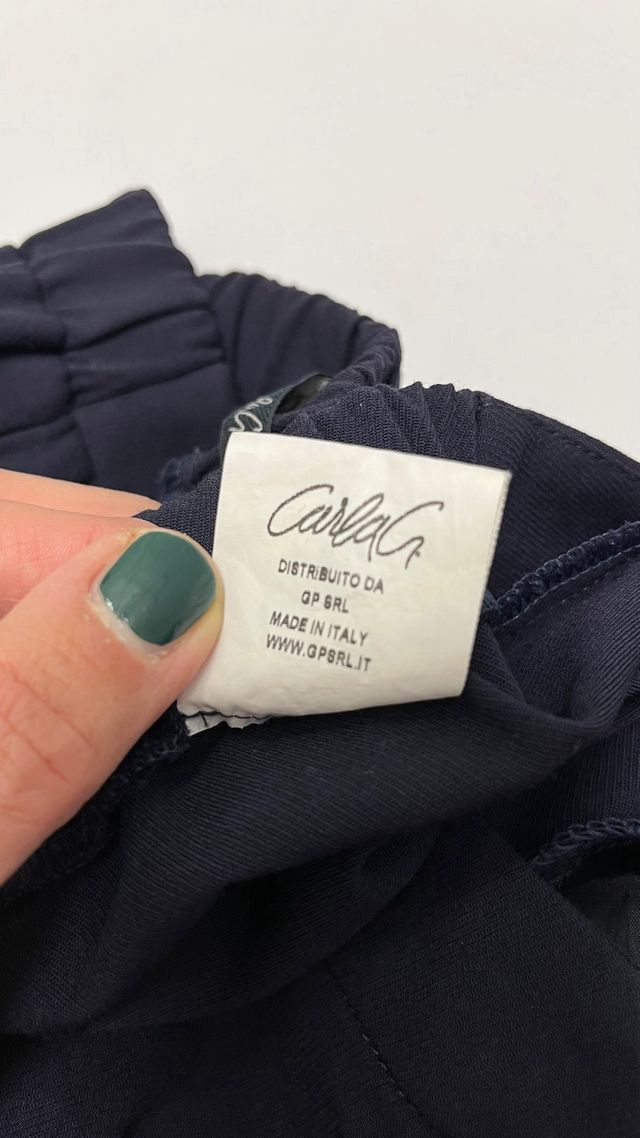 CarlaG.
DISTRIBUITO DA
GP SRL
MADE IN ITALY
WWW.GPSRL.IT